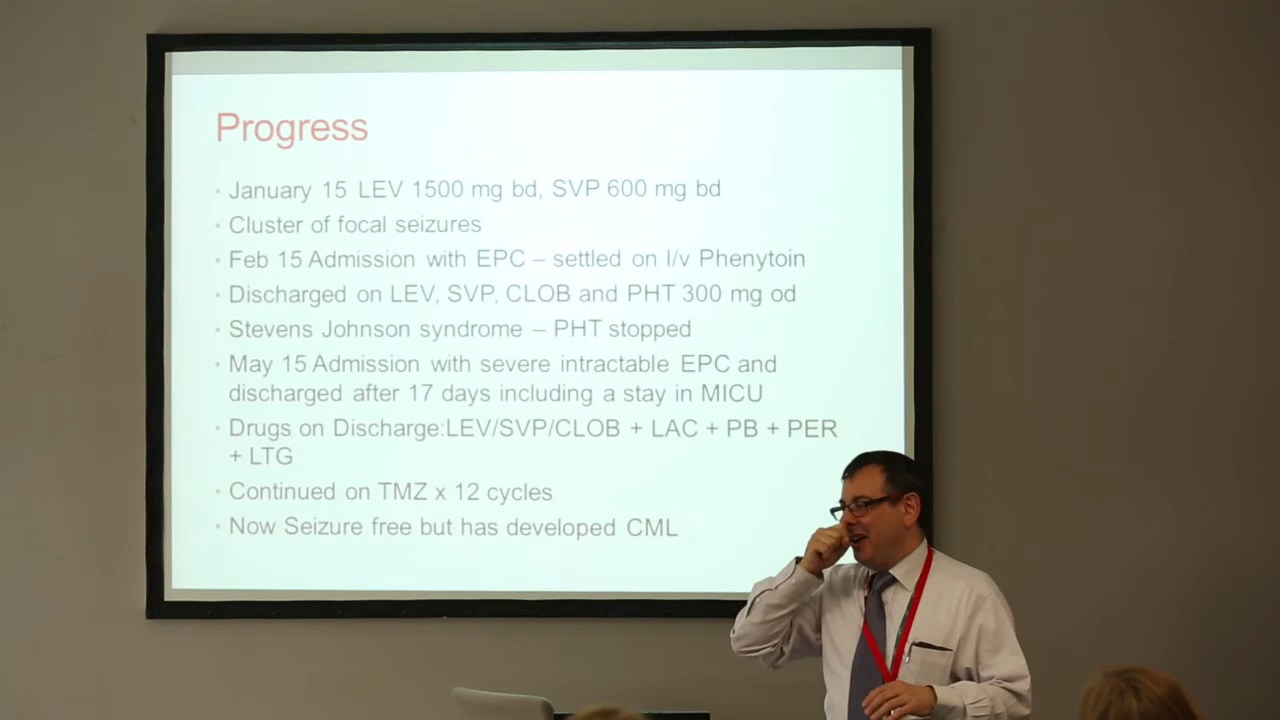 Progress
• January 15 LEV 1500 mg bd, SVP 600 mg bd
• Cluster of focal seizures
• Feb 15 Admission with EPC – settled on I/v Phenytoin
• Discharged on LEV, SVP, CLOB and PHT 300 mg od
• Stevens Johnson syndrome – PHT stopped
• May 15 Admission with severe intractable EPC and
discharged after 17 days including a stay in MICU
• Drugs on Discharge:LEV/SVP/CLOB + LAC + PB + PER
+ LTG
• Continued on TMZ x 12 cycles
• Now Seizure free but has developed CML